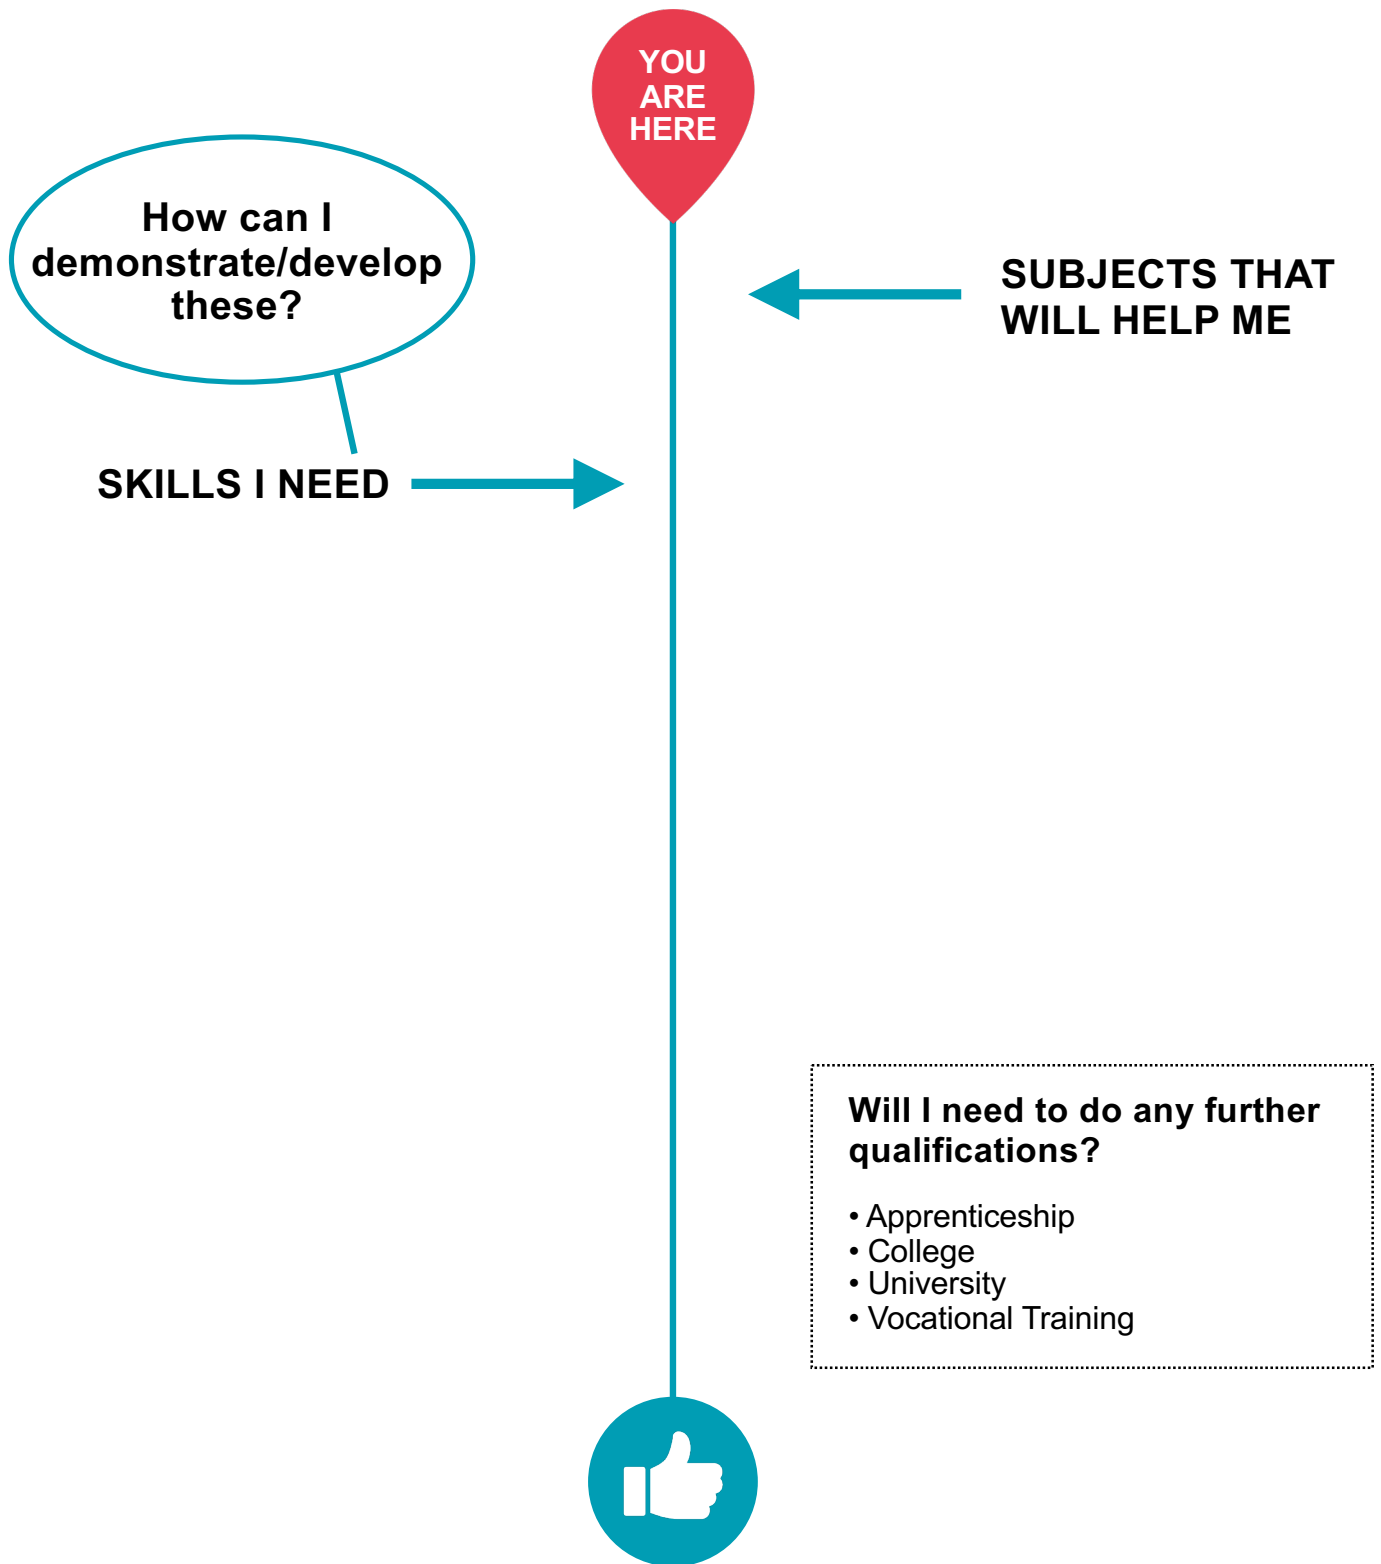 YOU
ARE
HERE
How can I
demonstrate/develop
these?
SUBJECTS THAT
WILL HELP ME
SKILLS I NEED
Will I need to do any further
qualifications?
• Apprenticeship
• College
• University
• Vocational Training